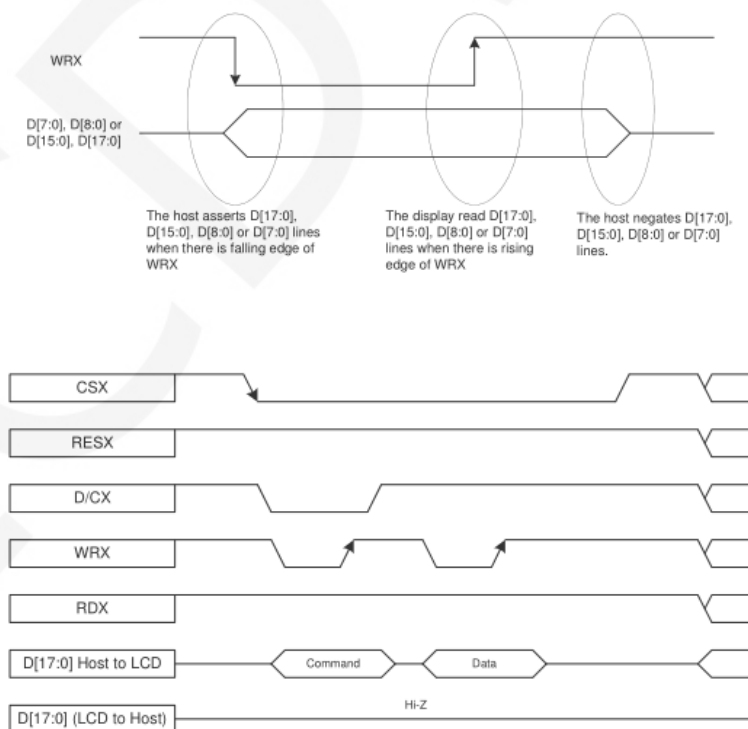 WRX
D[7:0], D[8:0] or
D[15:0], D[17:0]
The host asserts D[17:0],
D[15:0], D[8:0] or D[7:0] lines
when there is falling edge of
WRX
The display read D[17:0],
D[15:0], D[8:0] or D[7:0]
lines when there is rising
edge of WRX
The host negates D[17:0],
D[15:0], D[8:0] or D[7:0]
lines.
CSX
RESX
D/CX
WRX
RDX
D[17:0] Host to LCD
Command
Data
Hi-Z
D[17:0] (LCD to Host)